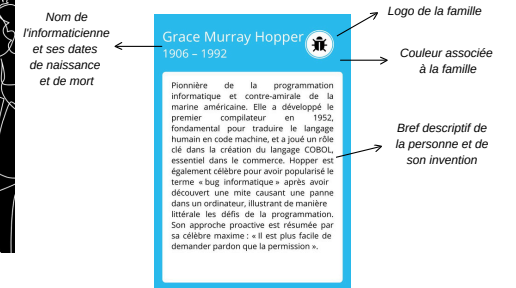 Nom de
l'informaticienne
et ses dates
de naissance
et de mort
Grace Murray Hopper
1906 – 1992
Logo de la famille
Couleur associée
à la famille
Bref descriptif de
la personne et de
son invention
Pionnière de la programmation
informatique et contre-amirale de la
marine américaine. Elle a développé le
premier compilateur en 1952,
fondamental pour traduire le langage
humain en code machine, et a joué un rôle
clé dans la création du langage COBOL,
essentiel dans le commerce. Hopper est
également célèbre pour avoir popularisé le
terme « bug informatique » après avoir
découvert une mite causant une panne
dans un ordinateur, illustrant de manière
littérale les défis de la programmation.
Son approche proactive est résumée par
sa célèbre maxime : « Il est plus facile de
demander pardon que la permission ».